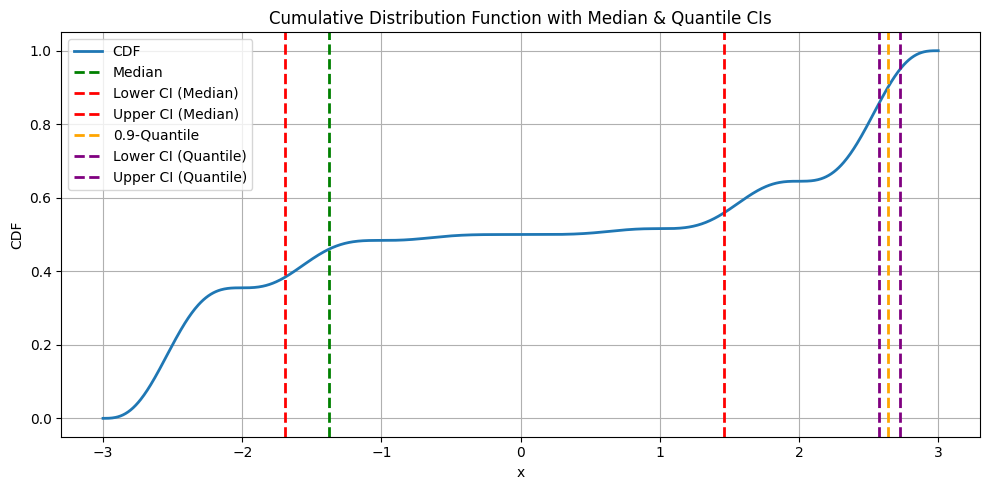 Cumulative Distribution Function with Median & Quantile CIs
CDF
Median
Lower CI (Median)
Upper CI (Median)
0.9-Quantile
Lower CI (Quantile)
Upper CI (Quantile)
CDF
1.0
0.8
0.6
0.4
0.2
0.0
−3
−2
−1
0
1
2
3
x